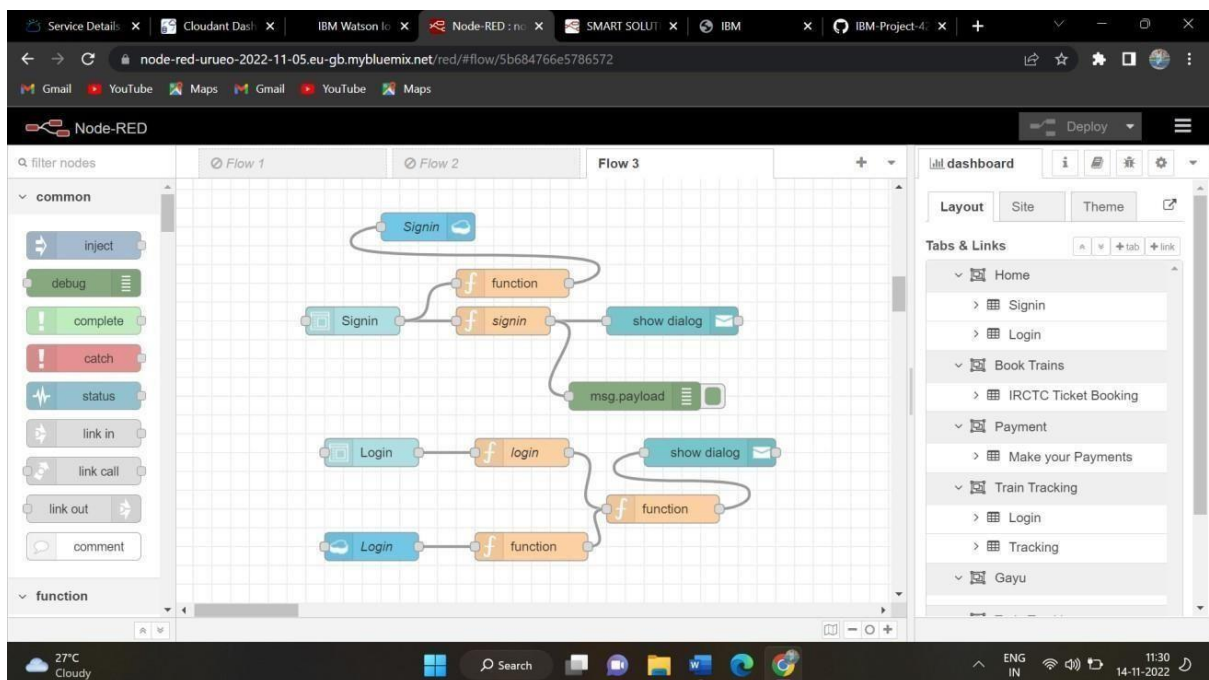 Service Details
Cloudant Dash
IBM Watson Io
Node-RED : no
SMART SOLUTI
IBM
IBM-Project-4
node-red-urueo-2022-11-05.eu-gb.mybluemix.net/red/#flow/5b684766e5786572
Gmail YouTube Maps Gmail YouTube Maps
Node-RED
Deploy
filter nodes
common
inject
debug
complete
catch
status
link in
link call
link out
comment
function
Flow 1
Flow 2
Flow 3
Signin
function
Signin
signin
show dialog
msg.payload
Login
login
show dialog
function
Login
function
dashboard
Layout
Site
Theme
Tabs & Links
tab
link
Home
Signin
Login
Book Trains
IRCTC Ticket Booking
Payment
Make your Payments
Train Tracking
Login
Tracking
Gayu
27°C
Cloudy
Search
ENG
IN
11:30
14-11-2022